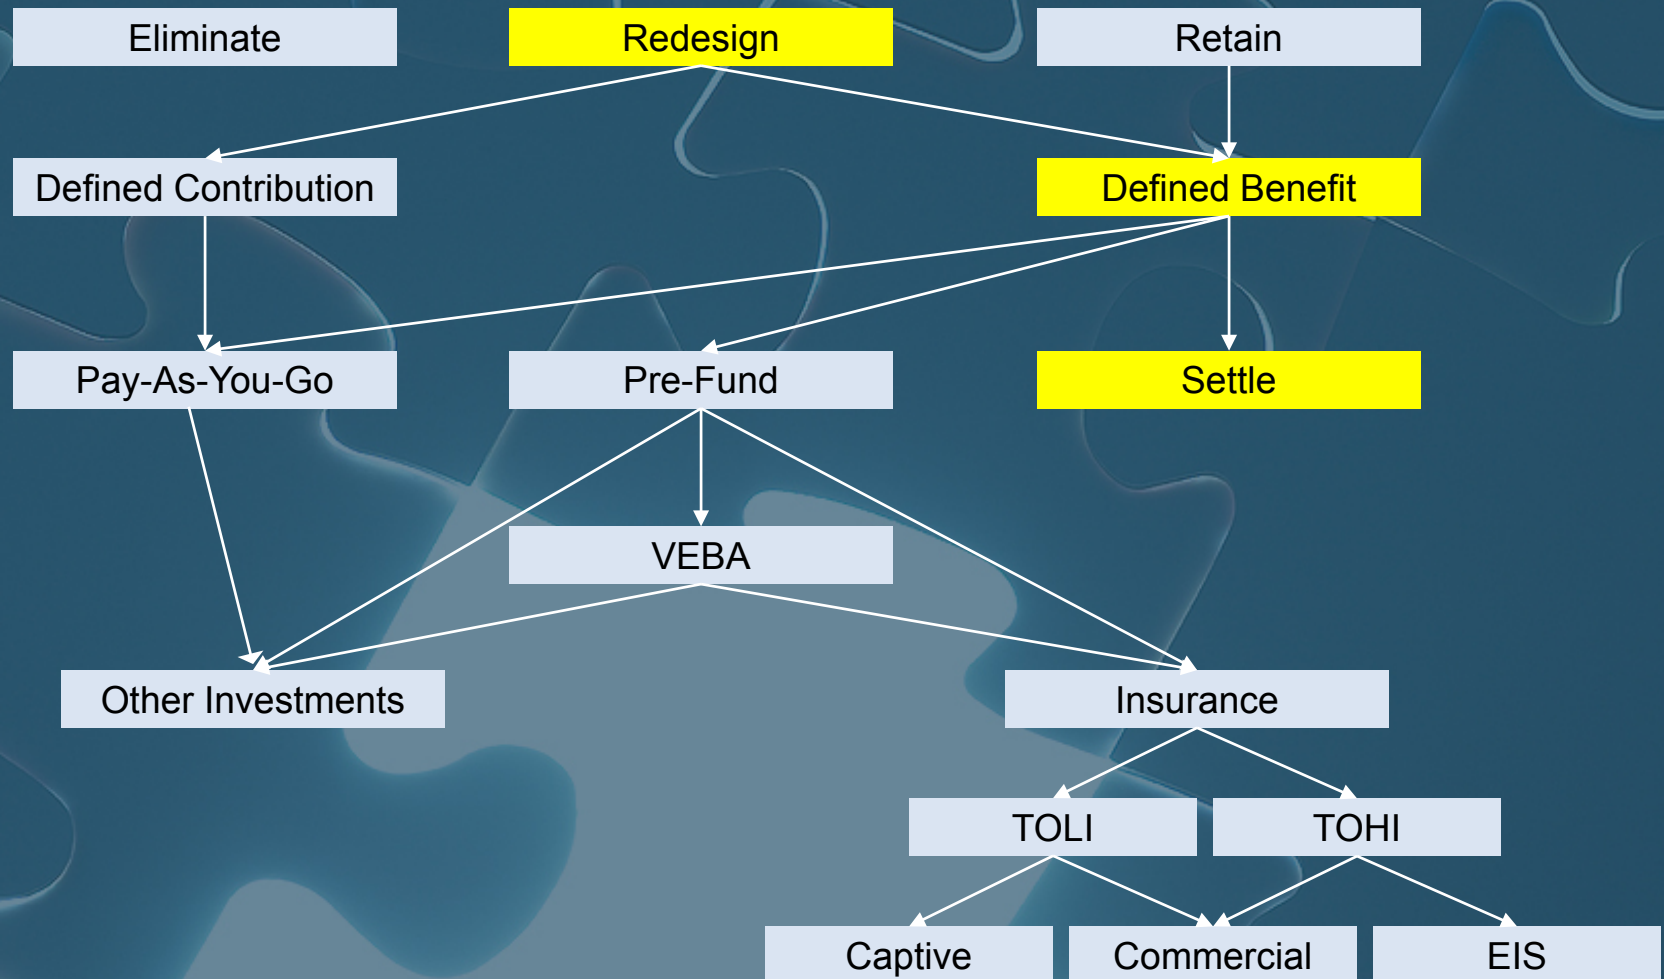 Eliminate
Redesign
Retain
Defined Contribution
Defined Benefit
Pay-As-You-Go
Pre-Fund
Settle
VEBA
Other Investments
Insurance
TOLI
TOHI
Captive
Commercial
EIS